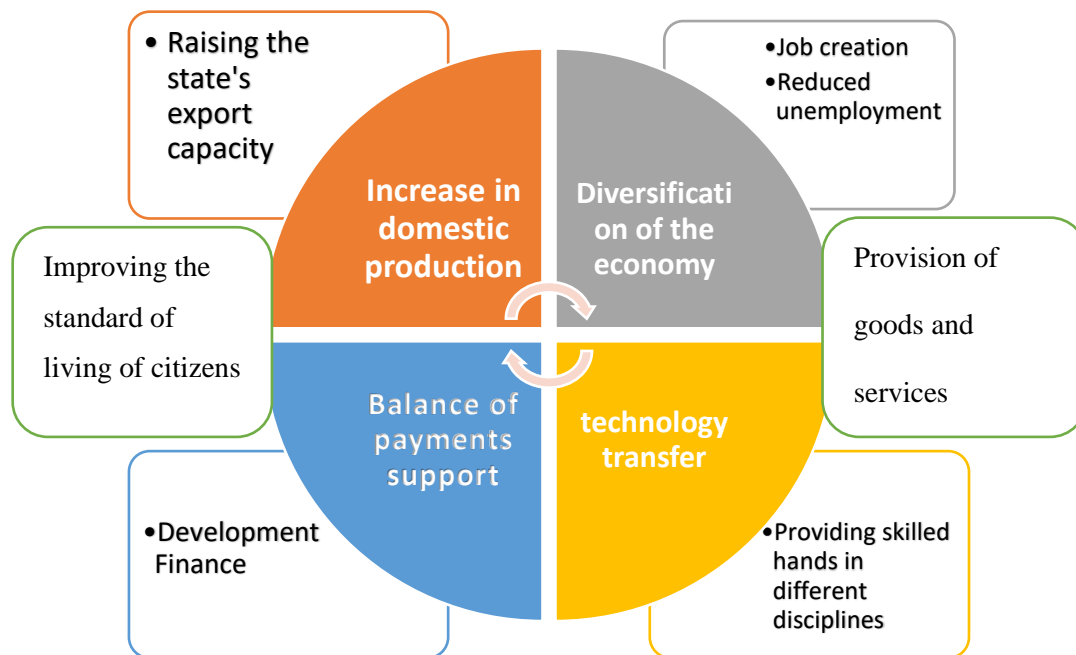 • Raising the
state's
export
capacity
•Job creation
•Reduced
unemployment
Increase in
domestic
production
Diversificati
on of the
economy
Improving the
standard of
living of citizens
Provision of
goods and
services
Balance of
payments
support
technology
transfer
•Development
Finance
•Providing skilled
hands in
different
disciplines